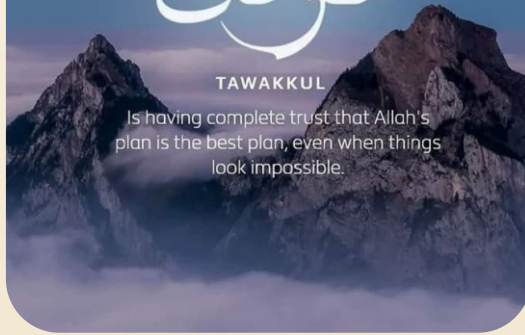 TAWAKKUL
Is having complete trust that Allah's
plan is the best plan, even when things
look impossible.